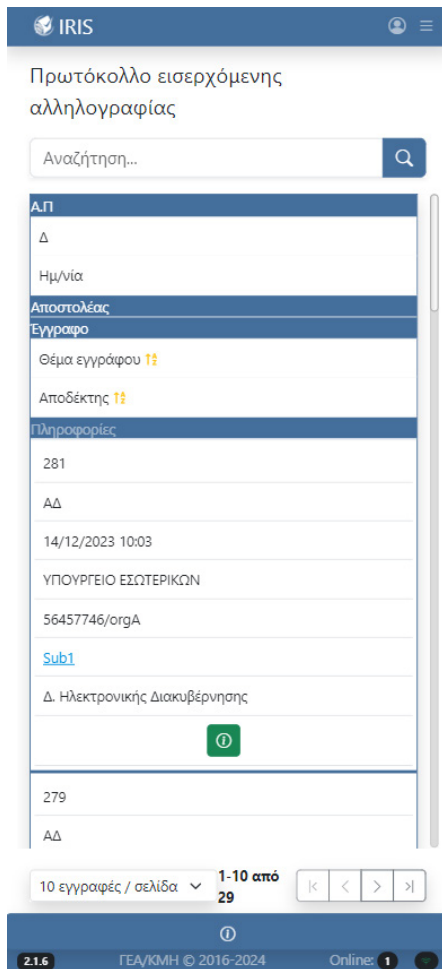 IRIS
Πρωτόκολλο εισερχόμενης
αλληλογραφίας
Αναζήτηση...
Α.Π
Δ
Ημ/νία
Αποστολέας
Έγγραφο
Θέμα εγγράφου
Αποδέκτης
Πληροφορίες
281
ΑΔ
14/12/2023 10:03
ΥΠΟΥΡΓΕΙΟ ΕΣΩΤΕΡΙΚΩΝ
56457746/orgA
Sub1
Δ. Ηλεκτρονικής Διακυβέρνησης
279
ΑΔ
10 εγγραφές / σελίδα
1-10 από
29
2.1.6 ΓΕΑ/ΚΜΗ © 2016-2024 Online: 1